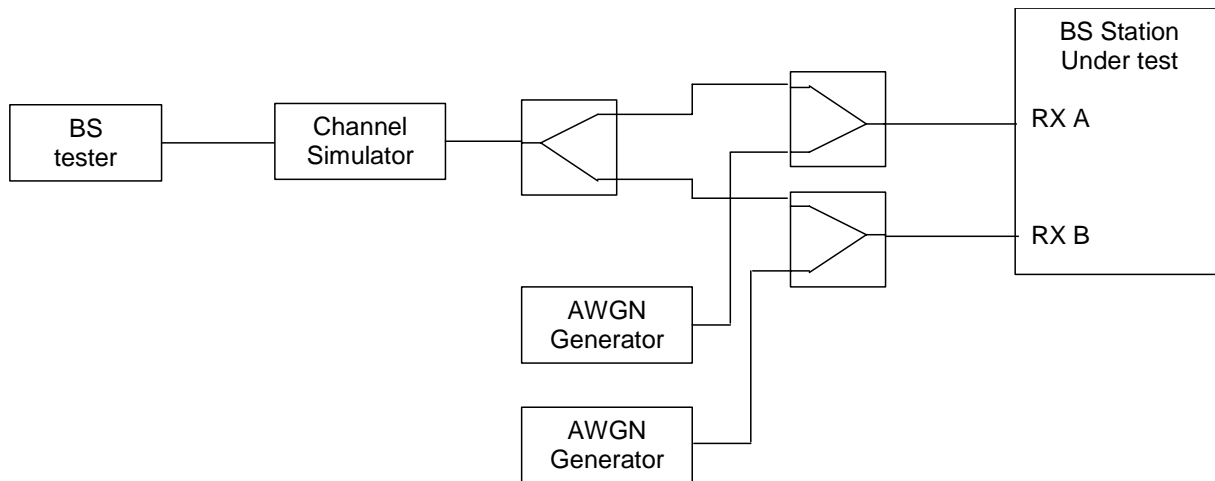 BS Station
Under test
BS
tester
Channel
Simulator
RX A
RX B
AWGN
Generator
AWGN
Generator